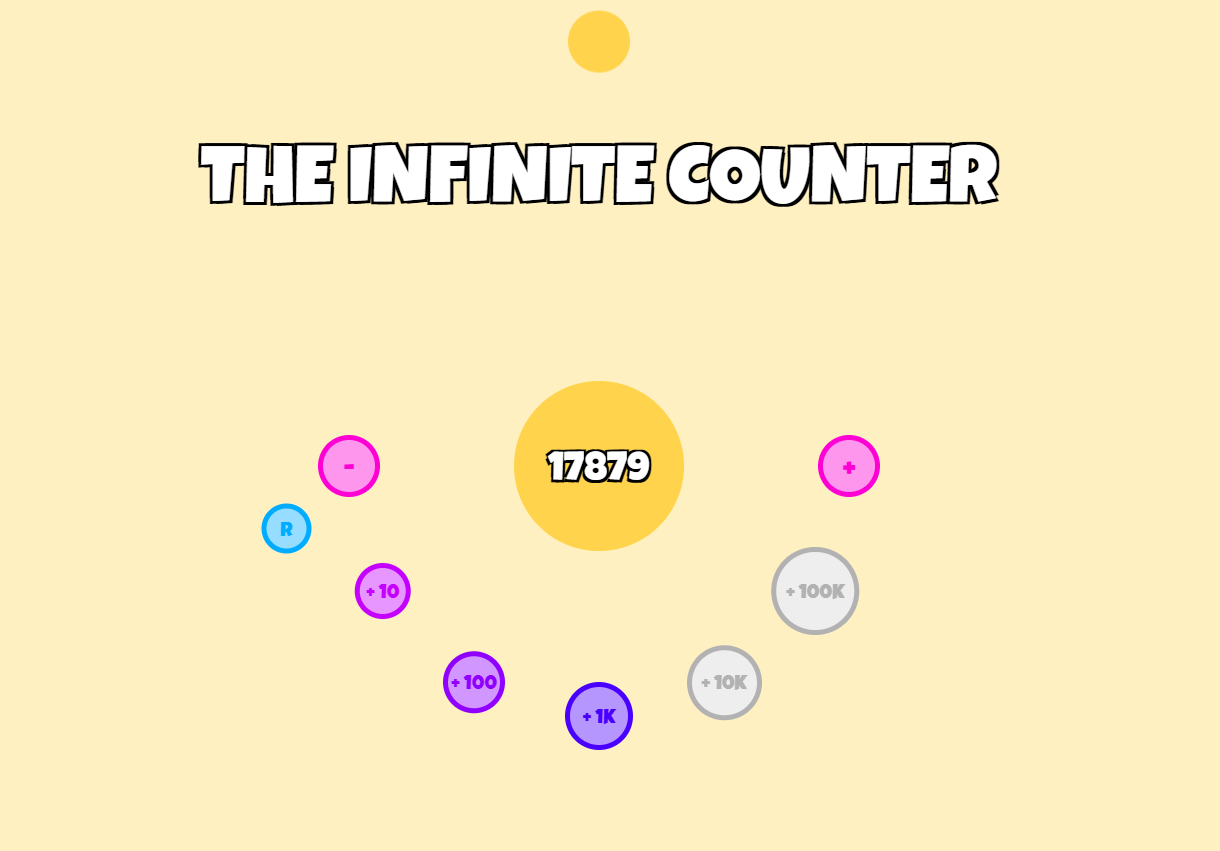 THE INFINITE COUNTER
17879
-
+
R
+ 10
+ 100K
+ 100
+ 10K
+ 1K